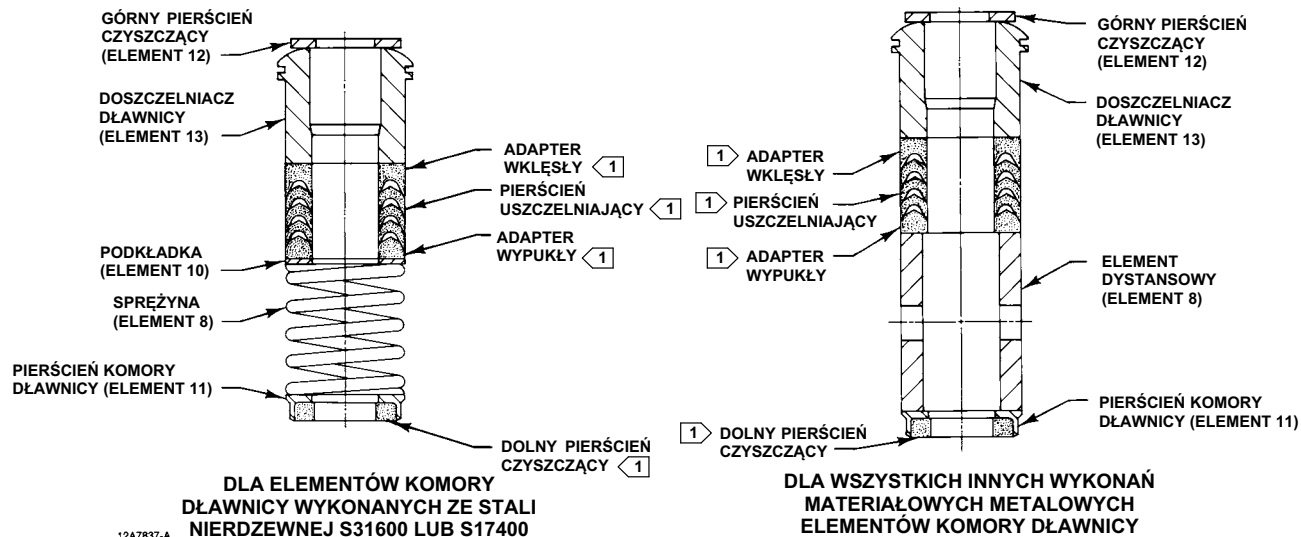 GÓRNY PIERŚCIEŃ
CZYSZCZĄCY
(ELEMENT 12)
DOSZCZELNIACZ
DŁAWNICY
(ELEMENT 13)
ADAPTER
WKLĘSŁY 1
PIERŚCIEŃ
USZCZELNIAJĄCY 1
ADAPTER
WYPUKŁY 1
PODKŁADKA
(ELEMENT 10)
SPRĘŻYNA
(ELEMENT 8)
PIERŚCIEŃ KOMORY
DŁAWNICY (ELEMENT 11)
DOLNY PIERŚCIEŃ
CZYSZCZĄCY 1
DLA ELEMENTÓW KOMORY
DŁAWNICY WYKONANYCH ZE STALI
NIERDZEWNEJ S31600 LUB S17400
12A7837-A
GÓRNY PIERŚCIEŃ
CZYSZCZĄCY
(ELEMENT 12)
DOSZCZELNIACZ
DŁAWNICY
(ELEMENT 13)
1 ADAPTER
WKLĘSŁY
1 PIERŚCIEŃ
USZCZELNIAJĄCY
1 ADAPTER
WYPUKŁY
ELEMENT
DYSTANSOWY
(ELEMENT 8)
PIERŚCIEŃ KOMORY
DŁAWNICY (ELEMENT 11)
1 DOLNY PIERŚCIEŃ
CZYSZCZĄCY
DLA WSZYSTKICH INNYCH WYKONAŃ
MATERIAŁOWYCH METALOWYCH
ELEMENTÓW KOMORY DŁAWNICY